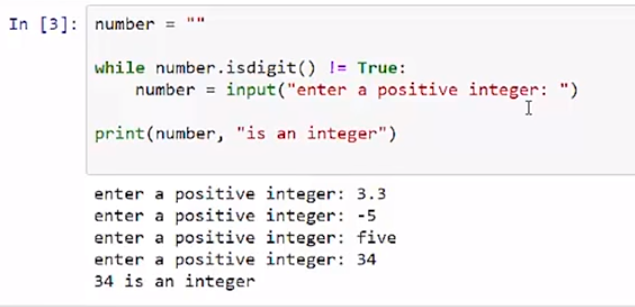 In [3]: number = ""
while number.isdigit() != True:
    number = input("enter a positive integer: ")
print(number, "is an integer")
enter a positive integer: 3.3
enter a positive integer: -5
enter a positive integer: five
enter a positive integer: 34
34 is an integer